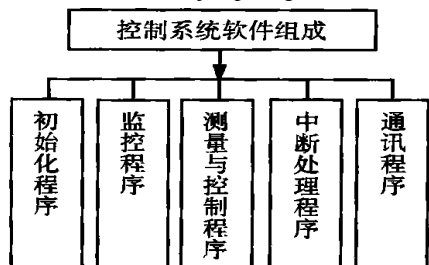 控制系统软件组成
初始化程序
监控程序
测量与控制程序
中断处理程序
通讯程序